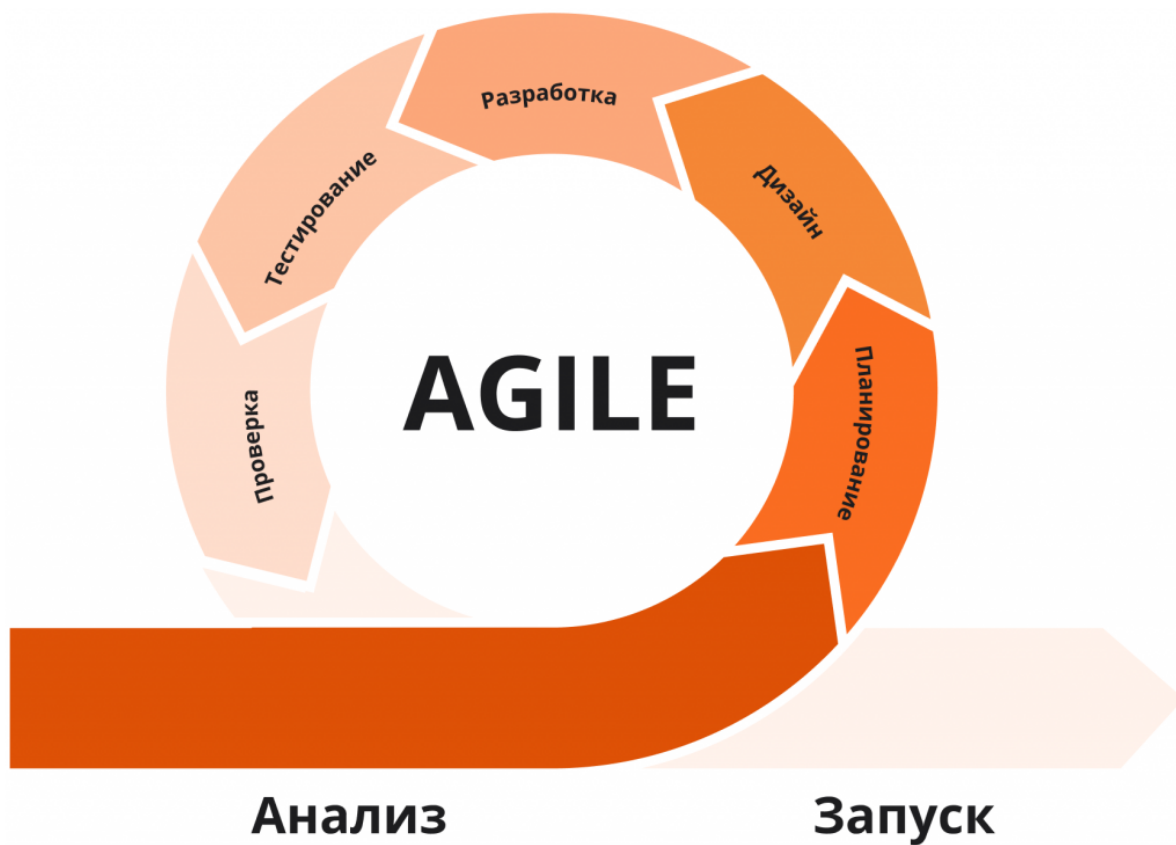 Разработка
Дизайн
Тестирование
Планирование
AGILE
Проверка
Анализ
Запуск